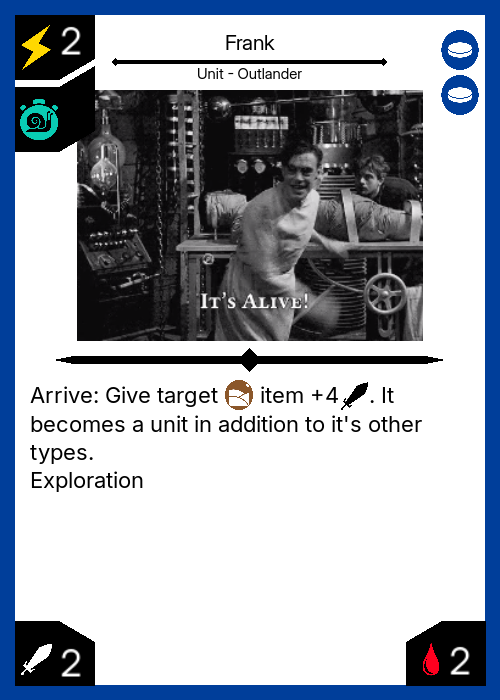 2
Frank
Unit - Outlander
IT'S ALIVE!
Arrive: Give target item +4. It
becomes a unit in addition to it's other
types.
Exploration
2
2